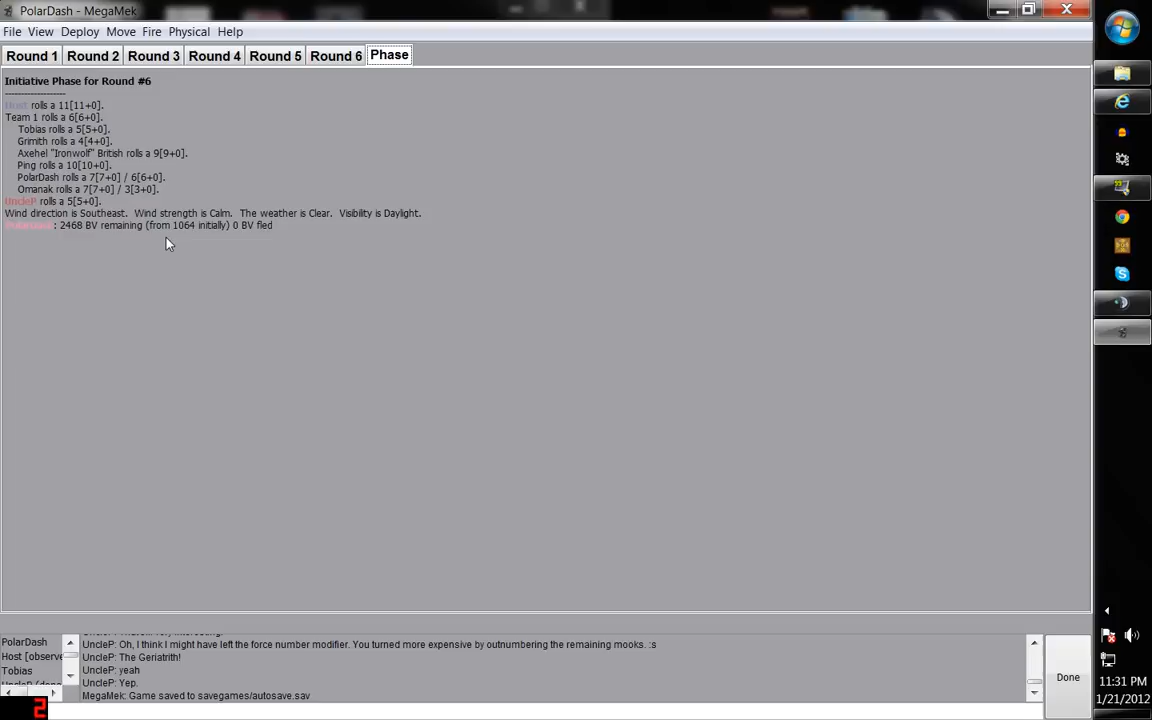 PolarDash - MegaMek
File View Deploy Move Fire Physical Help
Round 1 Round 2 Round 3 Round 4 Round 5 Round 6 Phase
Initiative Phase for Round #6
-------------------
Host rolls a 11[11+0].
Team 1 rolls a 6[6+0].
Tobias rolls a 5[5+0].
Grimith rolls a 4[4+0].
Axehel "Ironwolf" British rolls a 9[9+0].
Ping rolls a 10[10+0].
PolarDash rolls a 7[7+0] / 6[6+0].
Omanak rolls a 7[7+0] / 3[3+0].
UncleP rolls a 5[5+0].
Wind direction is Southeast. Wind strength is Calm. The weather is Clear. Visibility is Daylight.
: 2468 BV remaining (from 1064 initially) 0 BV fled
PolarDash
Host [observe
Tobias
UncleP: Oh, I think I might have left the force number modifier. You turned more expensive by outnumbering the remaining mooks. :s
UncleP: The Geriatrith!
UncleP: yeah
UncleP: Yep.
MegaMek: Game saved to savegames/autosave.sav
Done
2
11:31 PM
1/21/2012